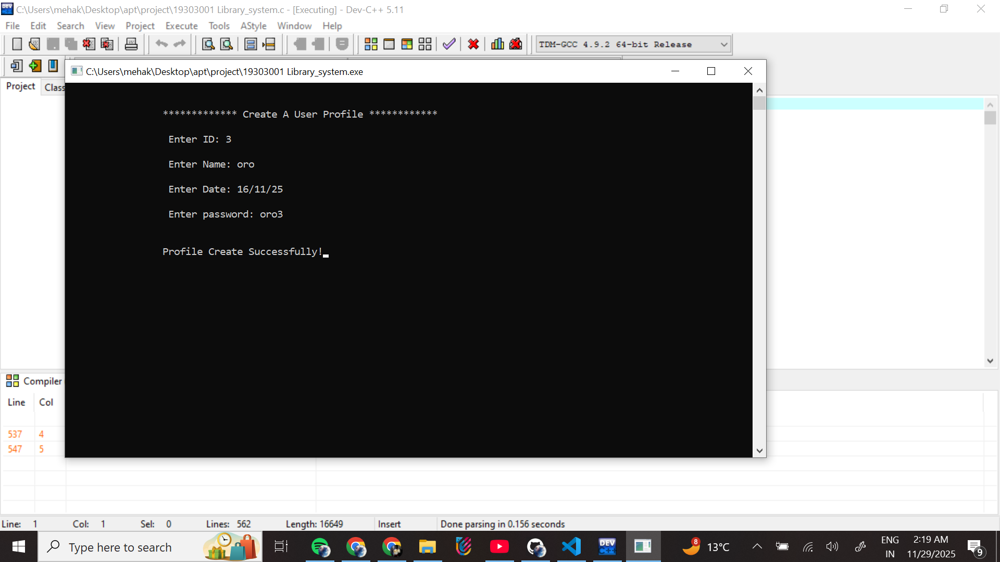 C:\Users\mehak\Desktop\apt\project\19303001 Library_system.c - [Executing] - Dev-C++ 5.11
File Edit Search View Project Execute Tools AStyle Window Help
TDM-GCC 4.9.2 64-bit Release
C:\Users\mehak\Desktop\apt\project\19303001 Library_system.exe
Project Class
************* Create A User Profile ************
Enter ID: 3
Enter Name: oro
Enter Date: 16/11/25
Enter password: oro3
Profile Create Successfully!
Compiler
Line Col
537 4
547 5
Line: 1 Col: 1 Sel: 0 Lines: 562 Length: 16649 Insert Done parsing in 0.156 seconds
Type here to search
DEV C++
8
13°C
ENG
IN
2:19 AM
11/29/2025
9